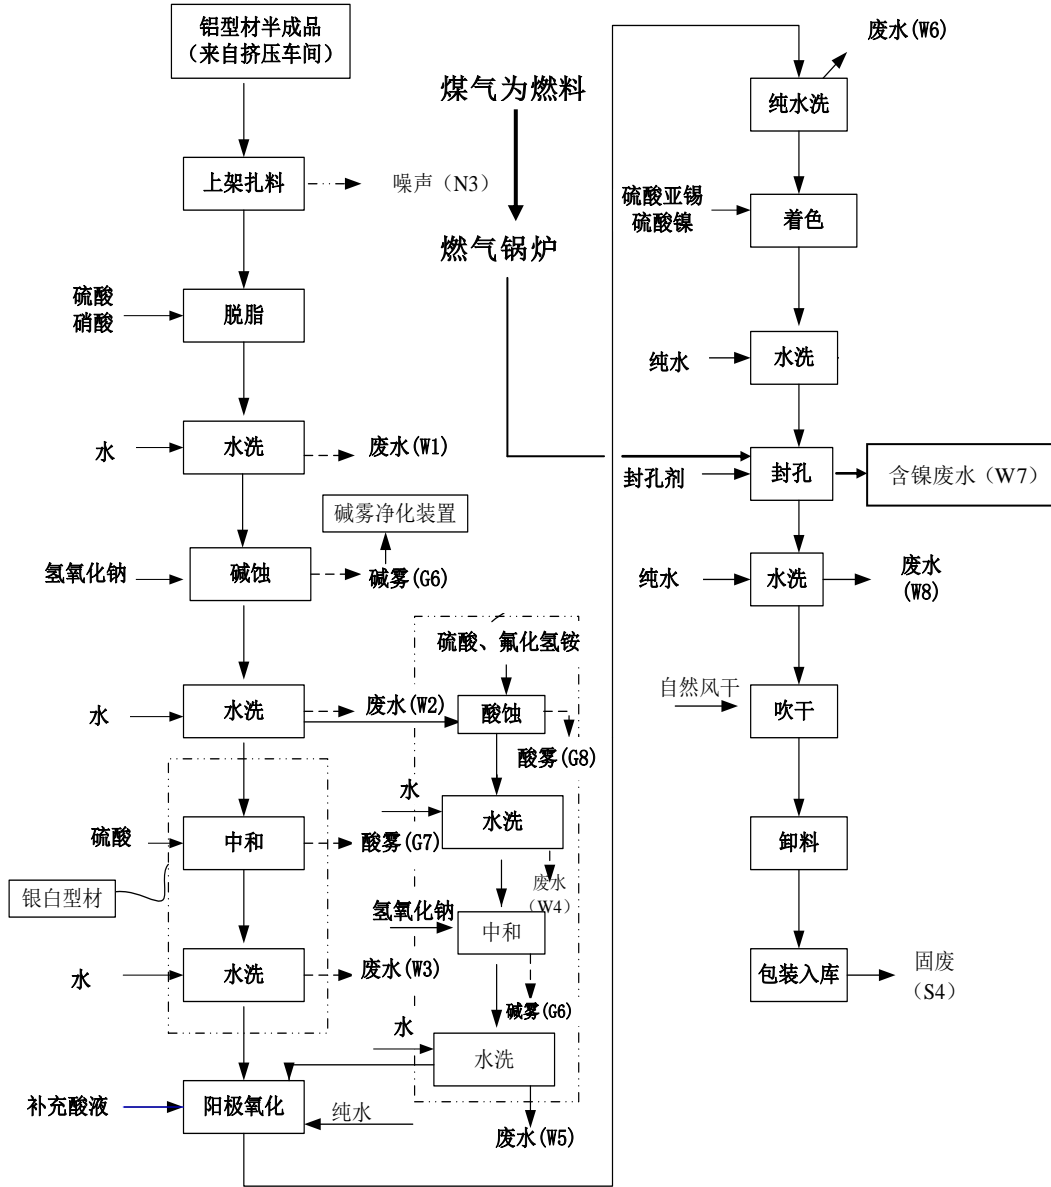 铝型材半成品
（来自挤压车间）
上架扎料
噪声（N3）
硫酸
硝酸
脱脂
水
水洗
废水(W1)
碱雾净化装置
氢氧化钠
碱蚀
碱雾(G6)
水
水洗
废水(W2)
硫酸、氟化氢铵
酸蚀
酸雾(G8)
水
水洗
废水
（W4）
硫酸
中和
酸雾(G7)
银白型材
氢氧化钠
中和
碱雾(G6)
水
水洗
废水(W3)
水
水洗
废水(W5)
补充酸液
阳极氧化
纯水
煤气为燃料
燃气锅炉
废水(W6)
纯水洗
硫酸亚锡
硫酸镍
着色
纯水
水洗
封孔剂
封孔
含镍废水（W7）
纯水
水洗
废水
(W8)
自然风干
吹干
卸料
包装入库
固废
（S4）